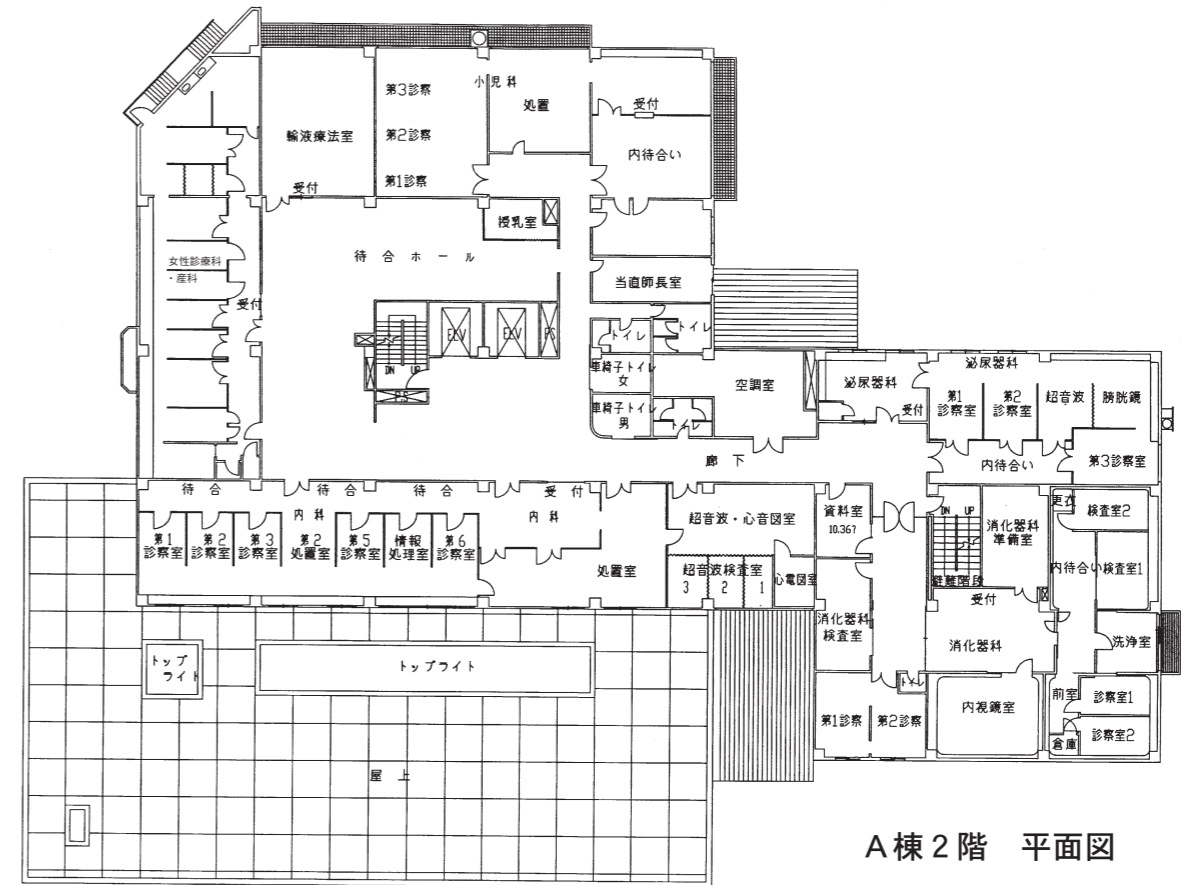 小児科
第3診察
処置
受付
輸液療法室
第2診察
内待合い
第1診察
受付
授乳室
待合ホール
女性診療科
・産科
当直師長室
受付
ELV
ELV
PS
トイレ
トイレ
DN UP
PS
車椅子トイレ
女
空調室
車椅子トイレ
男
トイレ
泌尿器科
泌尿器科
受付
第1
診察室
第2
診察室
超音波
膀胱鏡
廊下
内待合い
第3診察室
待合
待合
待合
受付
内科
内科
第1
診察室
第2
診察室
第3
診察室
第2
処置室
第5
診察室
情報
処理室
第6
診察室
処置室
超音波・心音図室
超音波検査室
3
2
1
心電図室
資料室
10.36?
DN UP
避難階段
消化器科
準備室
更衣
検査室2
内待合い
検査室1
受付
消化器科
検査室
消化器科
洗浄室
トイレ
第1診察
第2診察
内視鏡室
前室
診察室1
倉庫
診察室2
トップ
ライト
トップライト
屋上
A棟2階 平面図